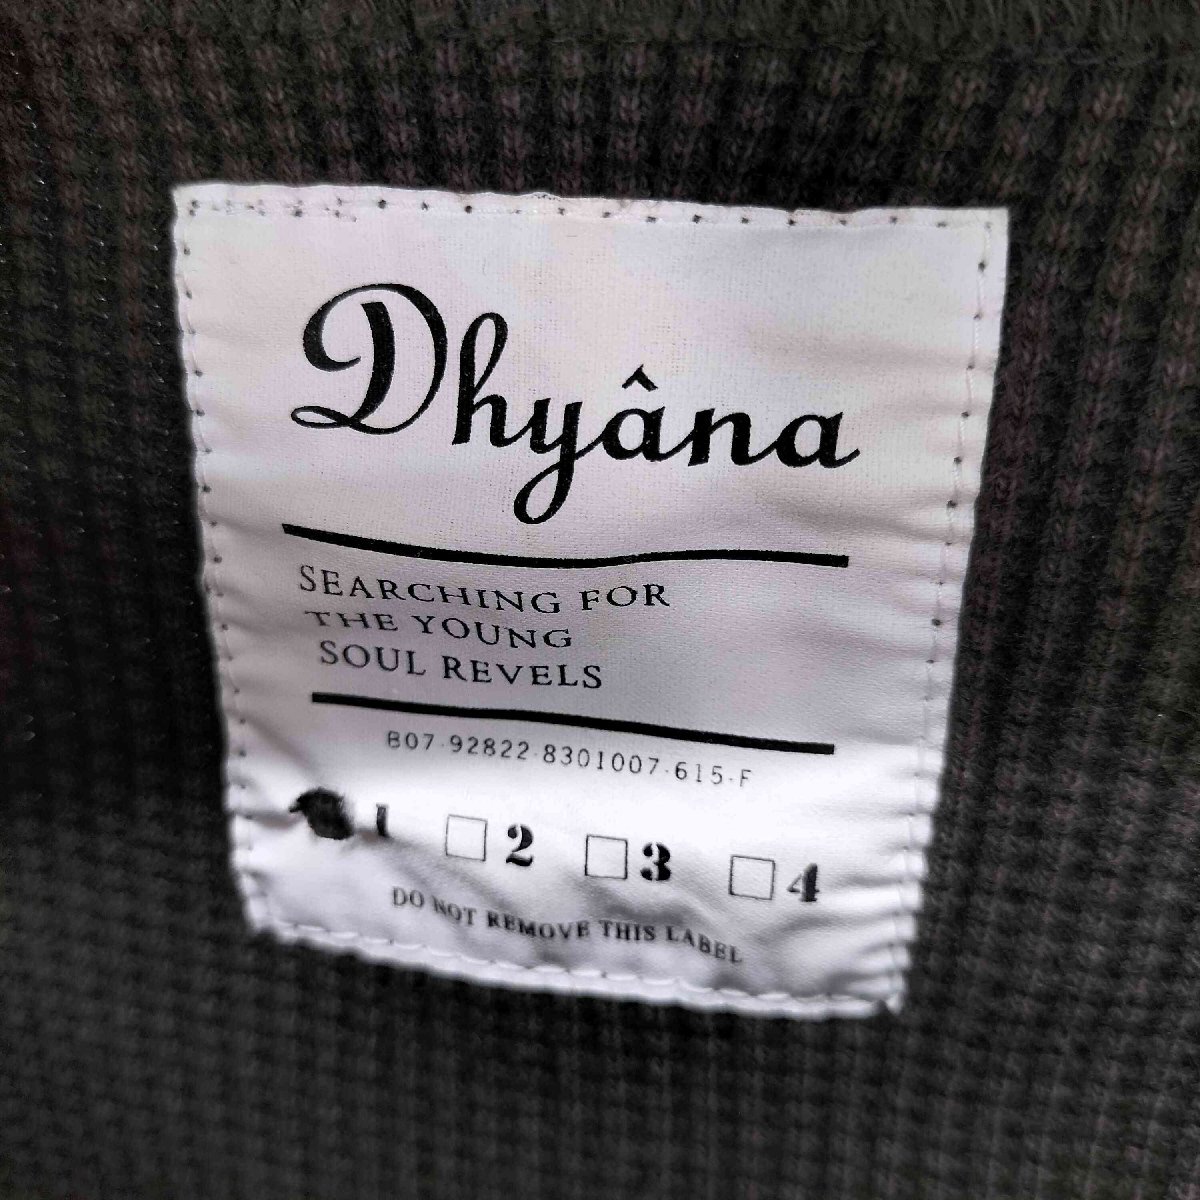 Dhyâna
SEARCHING FOR
THE YOUNG
SOUL REVELS
B07-92822-8301007-615-F
1 2 3 4
DO NOT REMOVE THIS LABEL